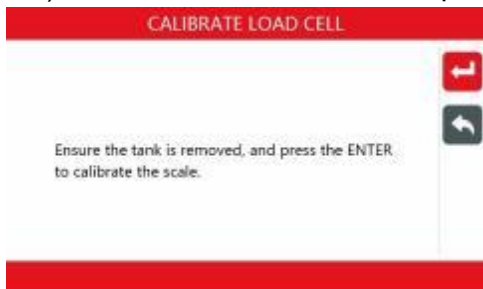 CALIBRATE LOAD CELL
Ensure the tank is removed, and press the ENTER
to calibrate the scale.